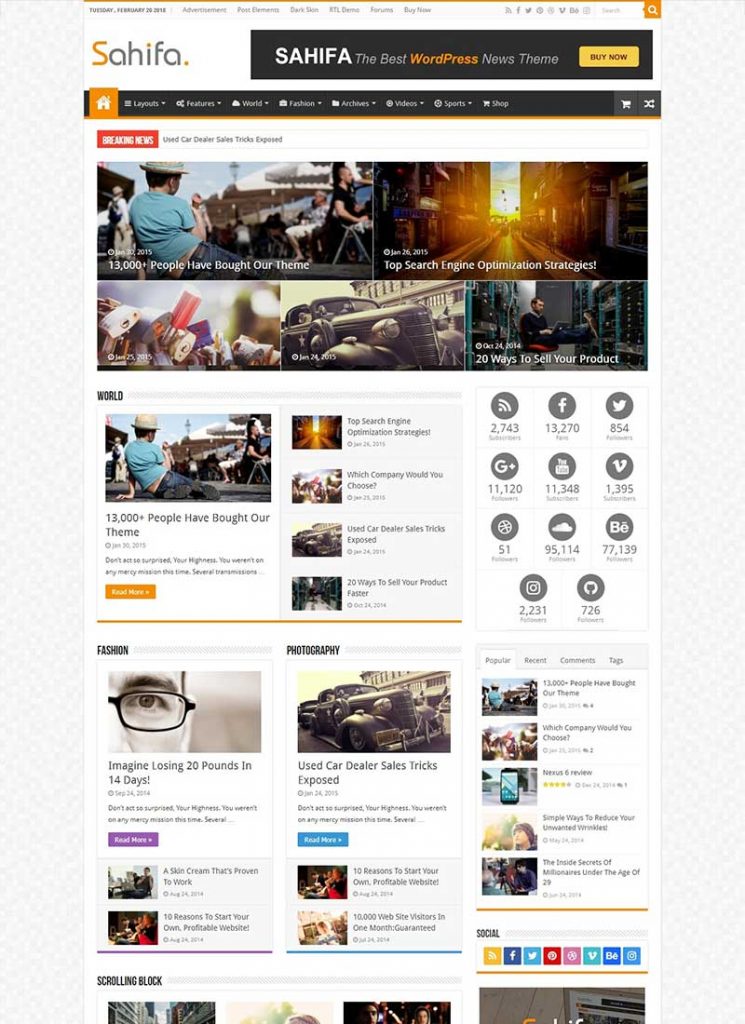 TUESDAY, FEBRUARY 20 2018
Advertisement
Post Elements
Dark Skin
RTL Demo
Forums
Buy Now
Search
Sahifa.
SAHIFA The Best WordPress News Theme
BUY NOW
Layouts
Features
World
Fashion
Archives
Videos
Sports
Shop
BREAKING NEWS
Used Car Dealer Sales Tricks Exposed
Jan 30, 2015
13,000+ People Have Bought Our Theme
Jan 26, 2015
Top Search Engine Optimization Strategies!
Jan 25, 2015
Jan 24, 2015
Oct 24, 2014
20 Ways To Sell Your Product
WORLD
13,000+ People Have Bought Our
Theme
Jan 30, 2015
Don't act so surprised, Your Highness. You weren't on
any mercy mission this time. Several transmissions ...
Read More »
Top Search Engine
Optimization Strategies!
Jan 26, 2015
Which Company Would You
Choose?
Jan 25, 2015
Used Car Dealer Sales Tricks
Exposed
Jan 24, 2015
20 Ways To Sell Your Product
Faster
Oct 24, 2014
2,743
Subscribers
13,270
Fans
854
Followers
11,120
Followers
11,348
Subscribers
1,395
Subscribers
51
Followers
95,114
Followers
77,139
Followers
2,231
Followers
726
Followers
FASHION
Imagine Losing 20 Pounds In
14 Days!
Sep 24, 2014
Don't act so surprised, Your Highness. You weren't
on any mercy mission this time. Several ...
Read More »
A Skin Cream That's Proven
To Work
Aug 24, 2014
10 Reasons To Start Your
Own, Profitable Website!
Aug 24, 2014
PHOTOGRAPHY
Used Car Dealer Sales Tricks
Exposed
Jan 24, 2015
Don't act so surprised, Your Highness. You weren't
on any mercy mission this time. Several ...
Read More »
10 Reasons To Start Your
Own, Profitable Website!
Aug 24, 2014
10,000 Web Site Visitors In
One Month:Guaranteed
Jul 24, 2014
Popular
Recent
Comments
Tags
13,000+ People Have Bought
Our Theme
Jan 30, 2015 4
Which Company Would You
Choose?
Jan 25, 2015 2
Nexus 6 review
Dec 24, 2014 1
Simple Ways To Reduce Your
Unwanted Wrinkles!
May 24, 2014
The Inside Secrets Of
Millionaires Under The Age Of
29
Jun 24, 2014
SOCIAL
SCROLLING BLOCK